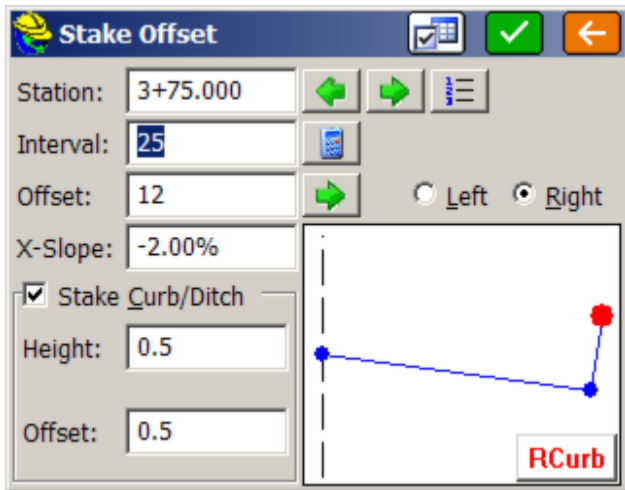 Stake Offset
Station: 3+75.000
Interval: 25
Offset: 12 Left Right
X-Slope: -2.00%
Stake Curb/Ditch
Height: 0.5
Offset: 0.5
RCurb